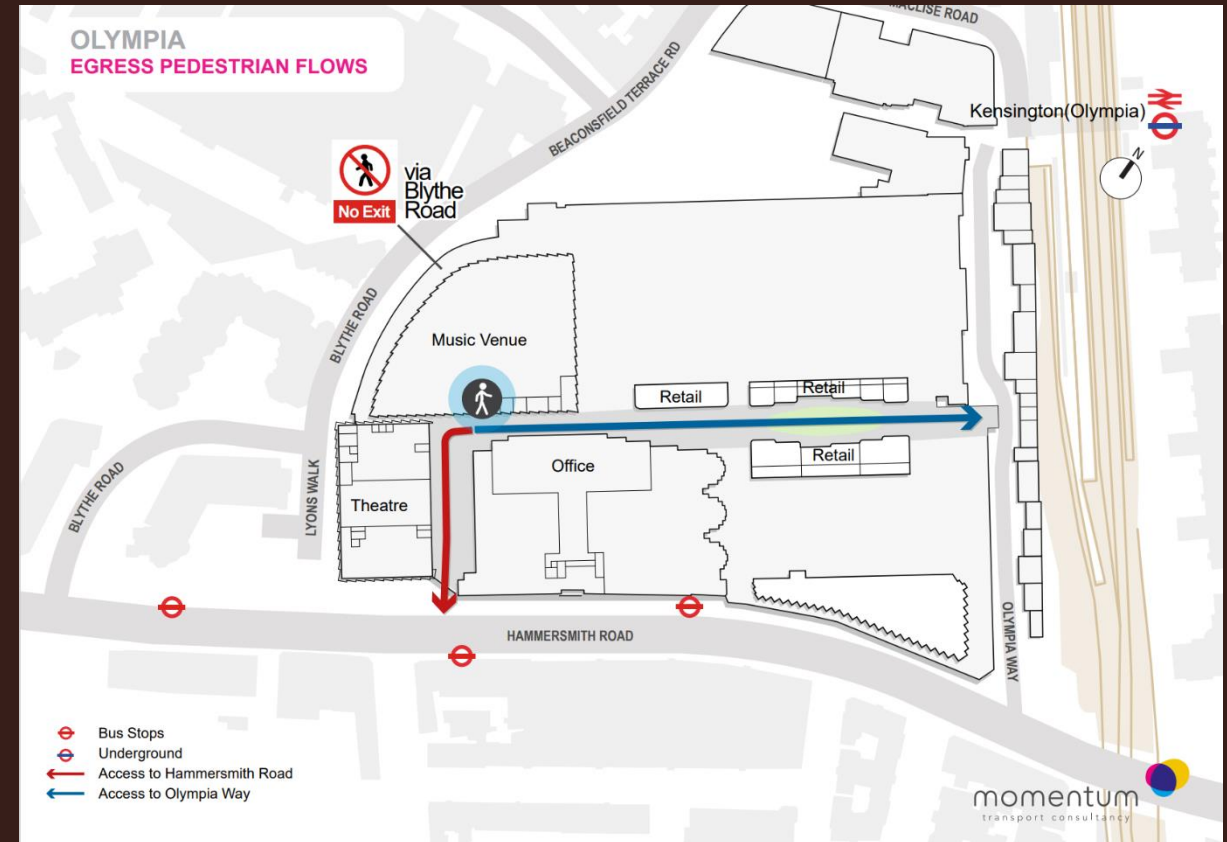 OLYMPIA
EGRESS PEDESTRIAN FLOWS
MACLISE ROAD
BEACONSFIELD TERRACE RD
Kensington(Olympia)
N
via
Blythe
Road
No Exit
BLYTHE ROAD
Music Venue
Retail
Retail
Retail
Office
Theatre
BLYTHE ROAD
LYONS WALK
OLYMPIA WAY
HAMMERSMITH ROAD
Bus Stops
Underground
Access to Hammersmith Road
Access to Olympia Way
momentum
transport consultancy